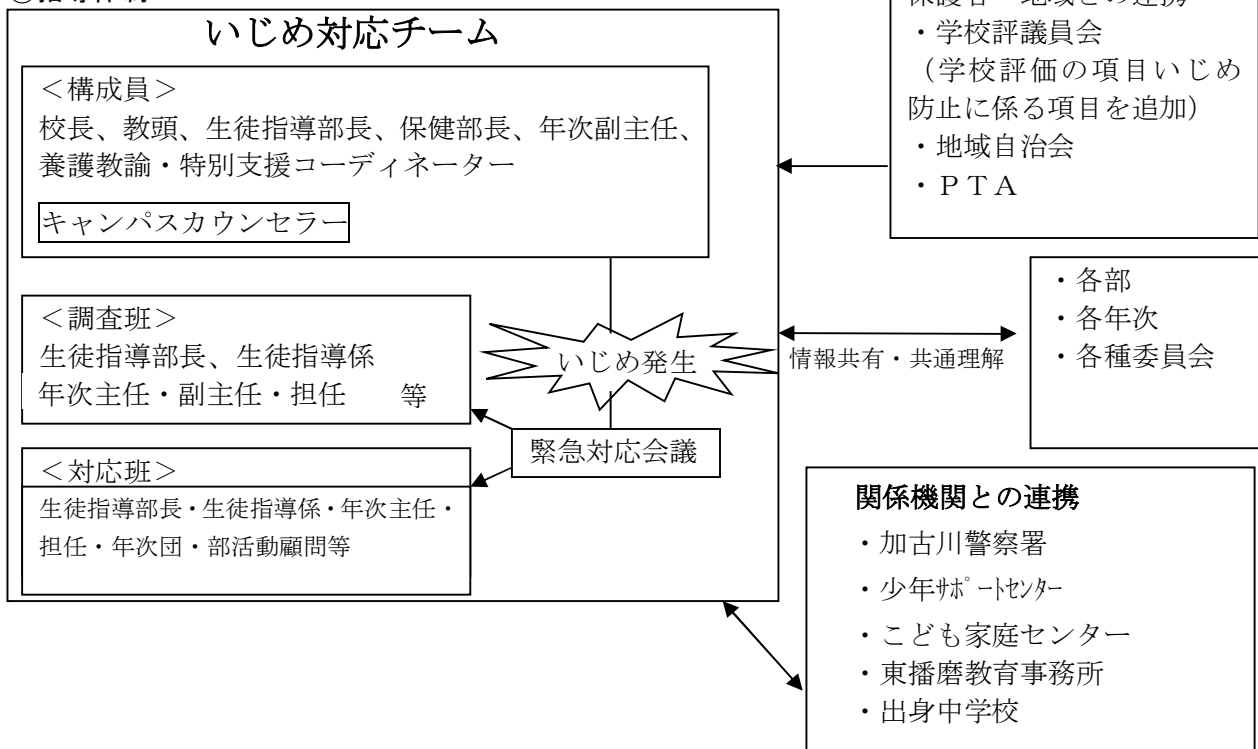 いじめ対応チーム
<構成員>
校長、教頭、生徒指導部長、保健部長、年次副主任、
養護教諭・特別支援コーディネーター
キャンパスカウンセラー
<調査班>
生徒指導部長、生徒指導係
年次主任・副主任・担任　　等
いじめ発生
緊急対応会議
<対応班>
生徒指導部長・生徒指導係・年次主任・
担任・年次団・部活動顧問等
・学校評議員会
（学校評価の項目いじめ
防止に係る項目を追加）
・地域自治会
・ＰＴＡ
情報共有・共通理解
・各部
・各年次
・各種委員会
関係機関との連携
・加古川警察署
・少年ｻﾎﾟｰﾄｾﾝﾀｰ
・こども家庭センター
・東播磨教育事務所
・出身中学校